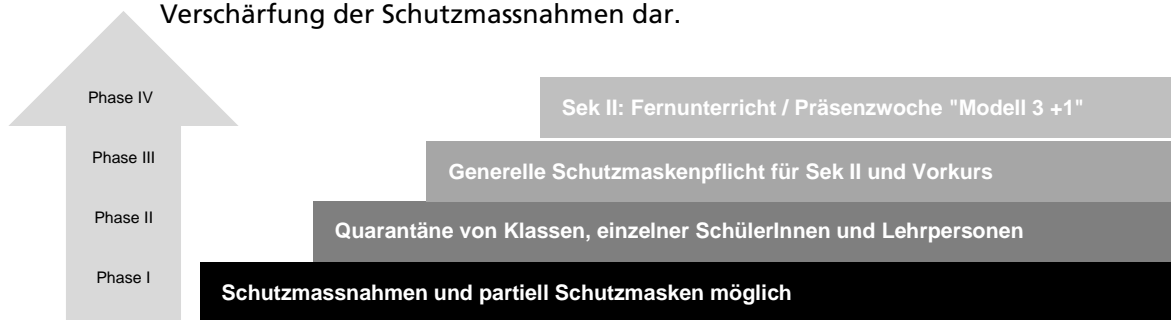 Verschärfung der Schutzmassnahmen dar.
Phase IV
Sek II: Fernunterricht / Präsenzwoche "Modell 3 +1"
Phase III
Generelle Schutzmaskenpflicht für Sek II und Vorkurs
Phase II
Quarantäne von Klassen, einzelner SchülerInnen und Lehrpersonen
Phase I
Schutzmassnahmen und partiell Schutzmasken möglich